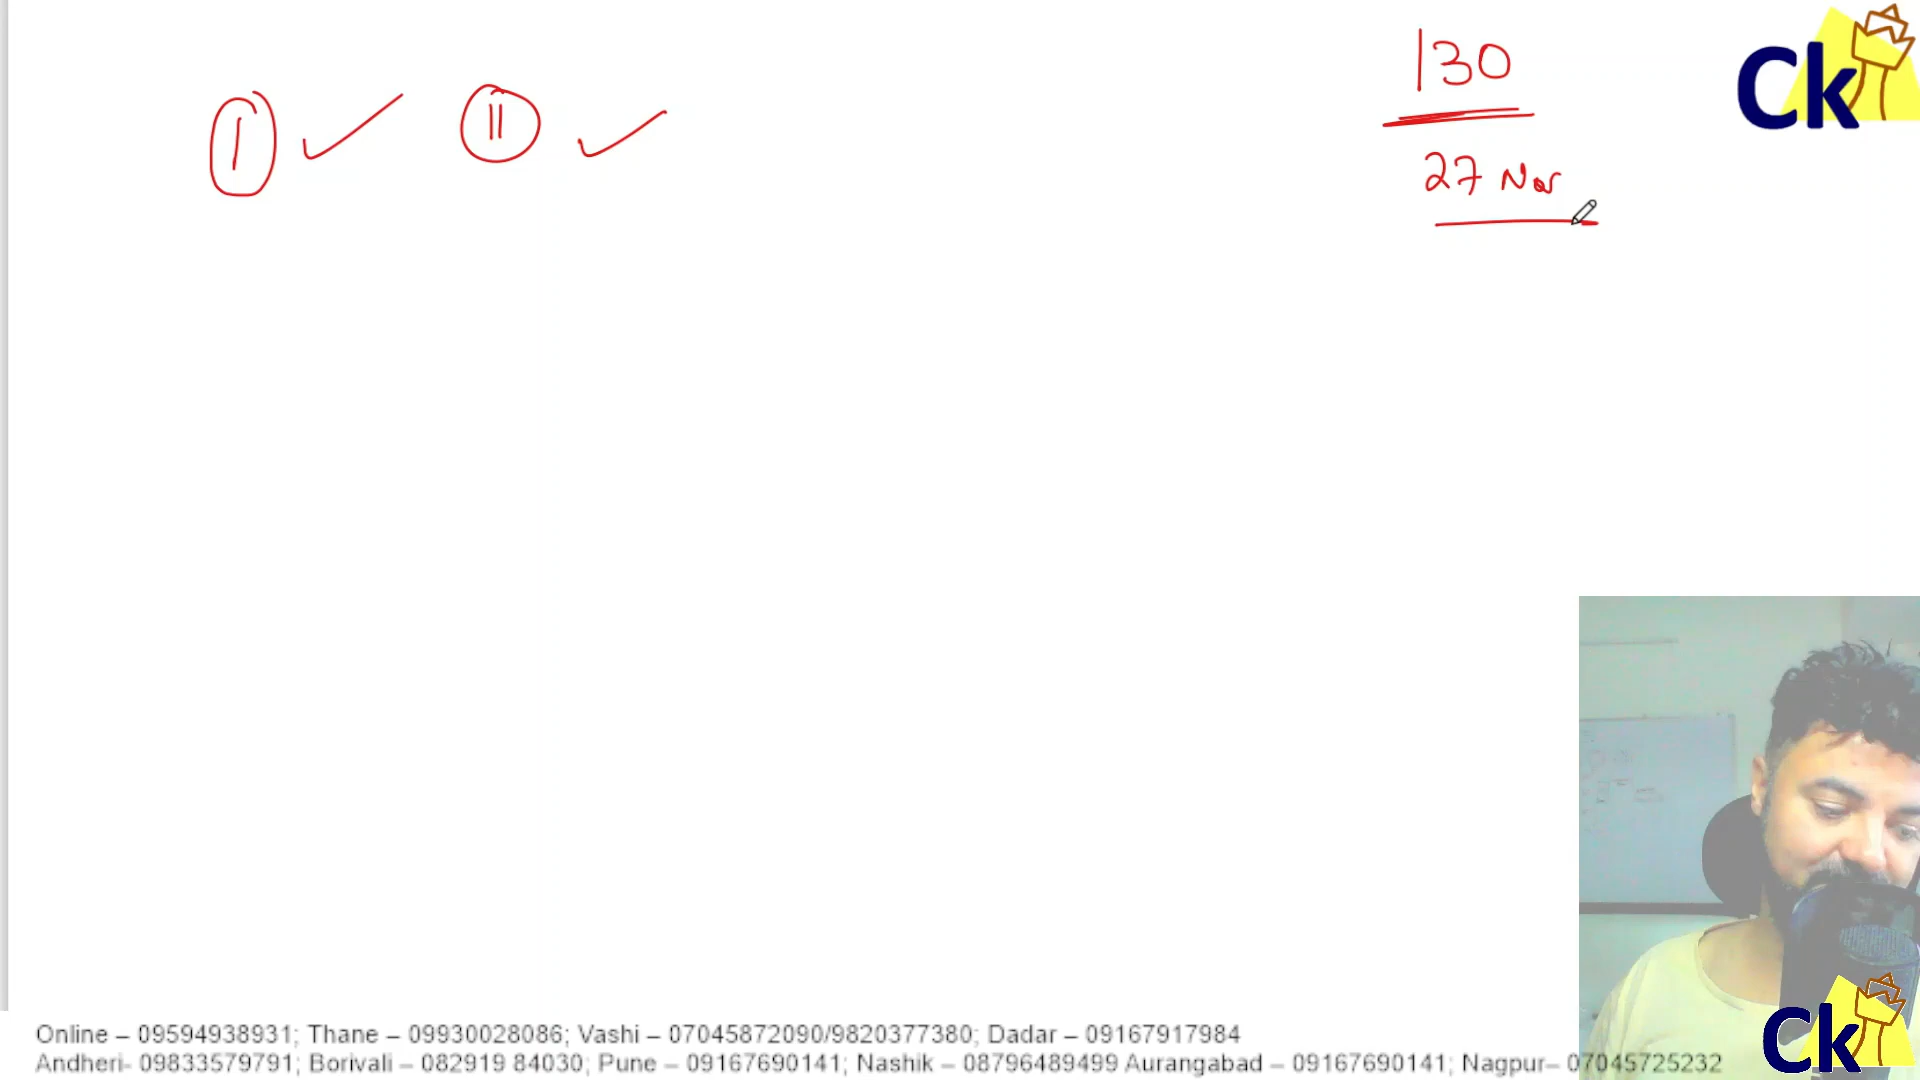 130
Ck
I II
27 Nov
Online – 09594938931; Thane – 09930028086; Vashi – 07045872090/9820377380; Dadar – 09167917984
Andheri- 09833579791; Borivali – 082919 84030; Pune – 09167690141; Nashik – 08796489499 Aurangabad – 09167690141; Nagpur– 07045725232
Ck